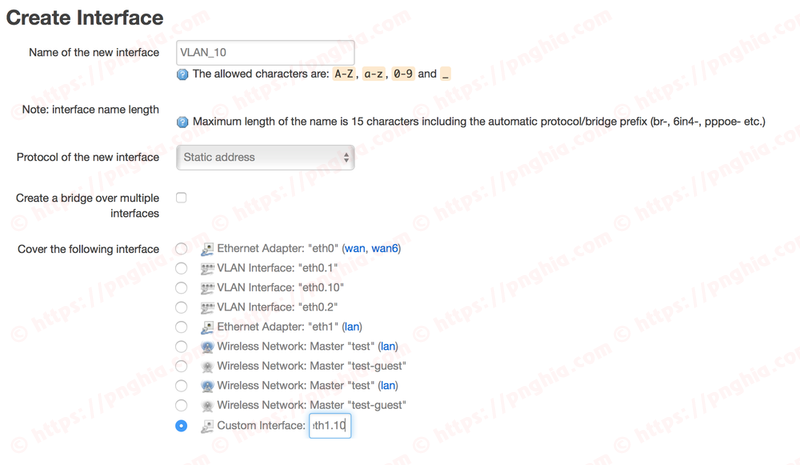 Create Interface
Name of the new interface
VLAN_10
The allowed characters are: A-Z, a-z, 0-9 and _
Note: interface name length
Maximum length of the name is 15 characters including the automatic protocol/bridge prefix (br-, 6in4-, pppoe- etc.)
Protocol of the new interface
Static address
Create a bridge over multiple
interfaces
Cover the following interface
Ethernet Adapter: "eth0" (wan, wan6)
VLAN Interface: "eth0.1"
VLAN Interface: "eth0.10"
VLAN Interface: "eth0.2"
Ethernet Adapter: "eth1" (lan)
Wireless Network: Master "test" (lan)
Wireless Network: Master "test-guest"
Wireless Network: Master "test" (lan)
Wireless Network: Master "test-guest"
Custom Interface: eth1.10
© https://pnghia.com